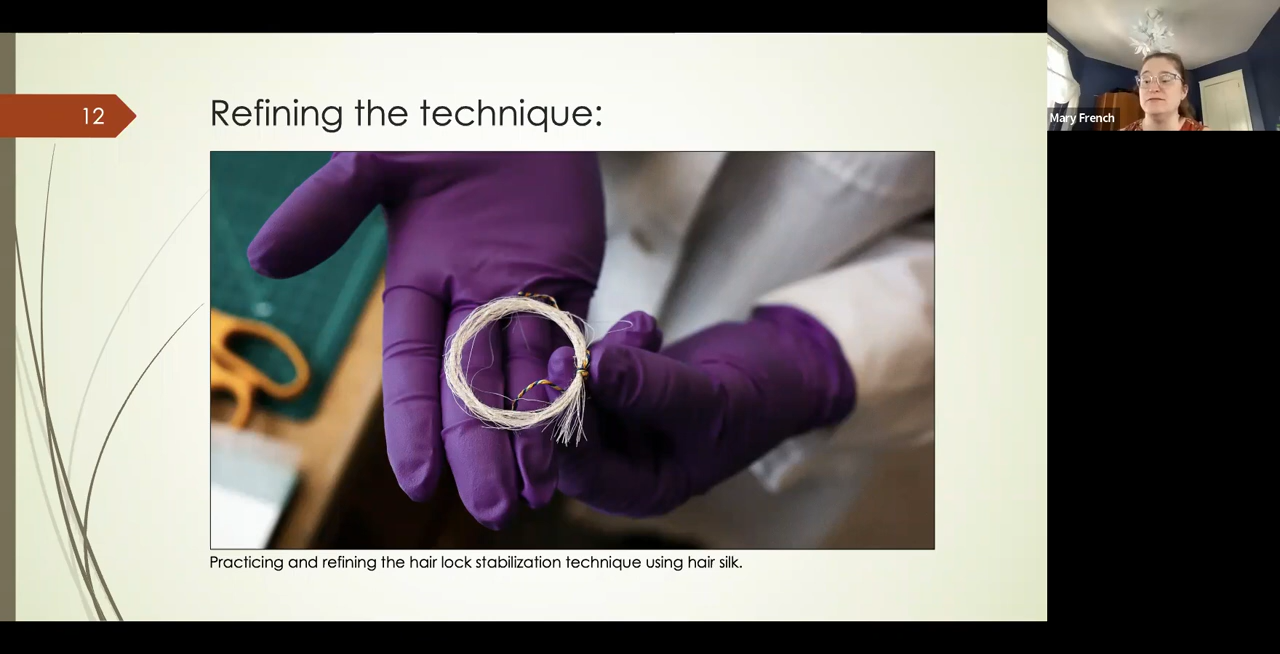 12
Refining the technique:
Mary French
Practicing and refining the hair lock stabilization technique using hair silk.